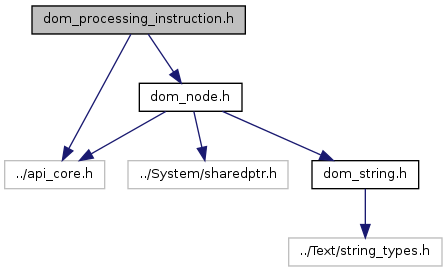 dom_processing_instruction.h
dom_node.h
../api_core.h
../System/sharedptr.h
dom_string.h
../Text/string_types.h